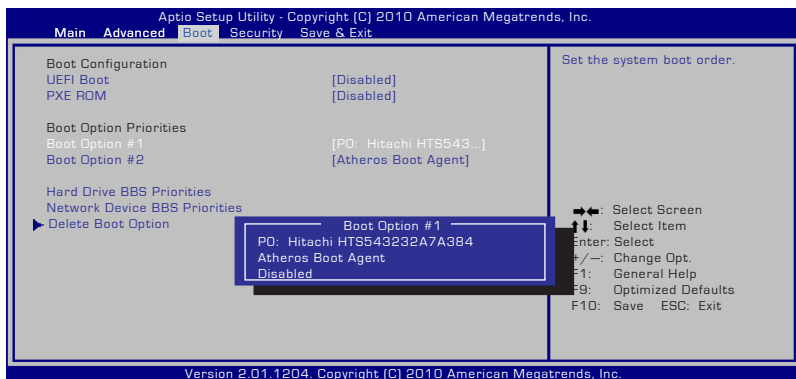 Aptio Setup Utility - Copyright (C) 2010 American Megatrends, Inc.
Main Advanced Boot Security Save & Exit
Boot Configuration
UEFI Boot [Disabled]
PXE ROM [Disabled]
Boot Option Priorities
Boot Option #1 [P0: Hitachi HTS543...]
Boot Option #2 [Atheros Boot Agent]
Hard Drive BBS Priorities
Network Device BBS Priorities
Delete Boot Option
Boot Option #1
P0: Hitachi HTS543232A7A384
Atheros Boot Agent
Disabled
Set the system boot order.
→←: Select Screen
↑↓: Select Item
Enter: Select
+/—: Change Opt.
F1: General Help
F9: Optimized Defaults
F10: Save ESC: Exit
Version 2.01.1204. Copyright (C) 2010 American Megatrends, Inc.